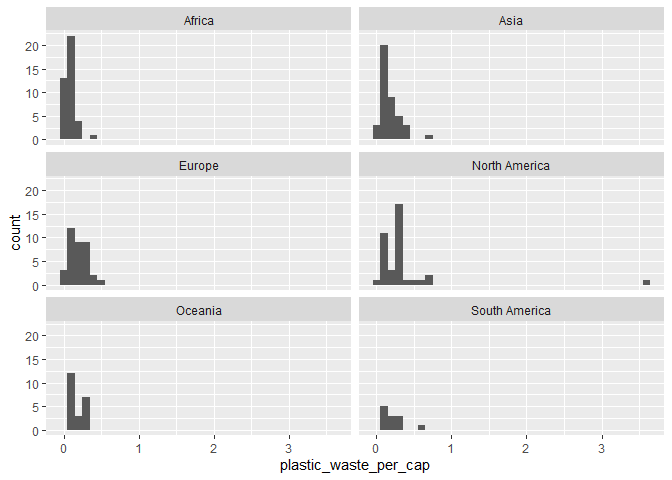 Africa
Asia
20
15
10
5
0
Europe
North America
20
15
10
5
0
count
Oceania
South America
20
15
10
5
0
0 1 2 3 0 1 2 3
plastic_waste_per_cap